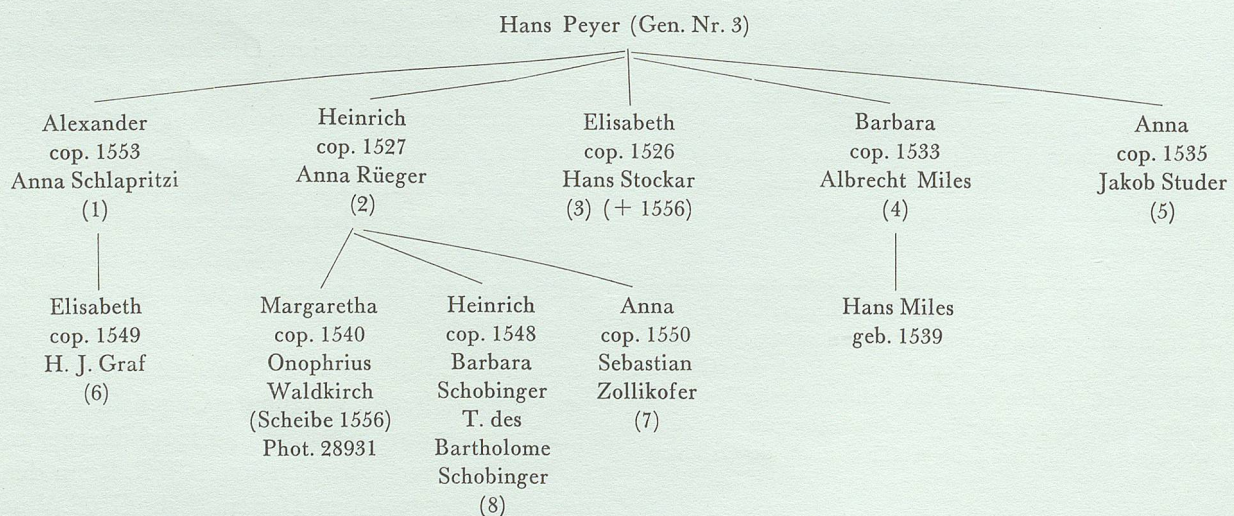 Hans Peyer (Gen. Nr. 3)
Alexander
cop. 1553
Anna Schlapritzi
(1)
Heinrich
cop. 1527
Anna Rüeger
(2)
Elisabeth
cop. 1526
Hans Stockar
(3) (+ 1556)
Barbara
cop. 1533
Albrecht Miles
(4)
Anna
cop. 1535
Jakob Studer
(5)
Elisabeth
cop. 1549
H. J. Graf
(6)
Margaretha
cop. 1540
Onophrius
Waldkirch
(Scheibe 1556)
Phot. 28931
Heinrich
cop. 1548
Barbara
Schobinger
T. des
Bartholome
Schobinger
(8)
Anna
cop. 1550
Sebastian
Zollikofer
(7)
Hans Miles
geb. 1539